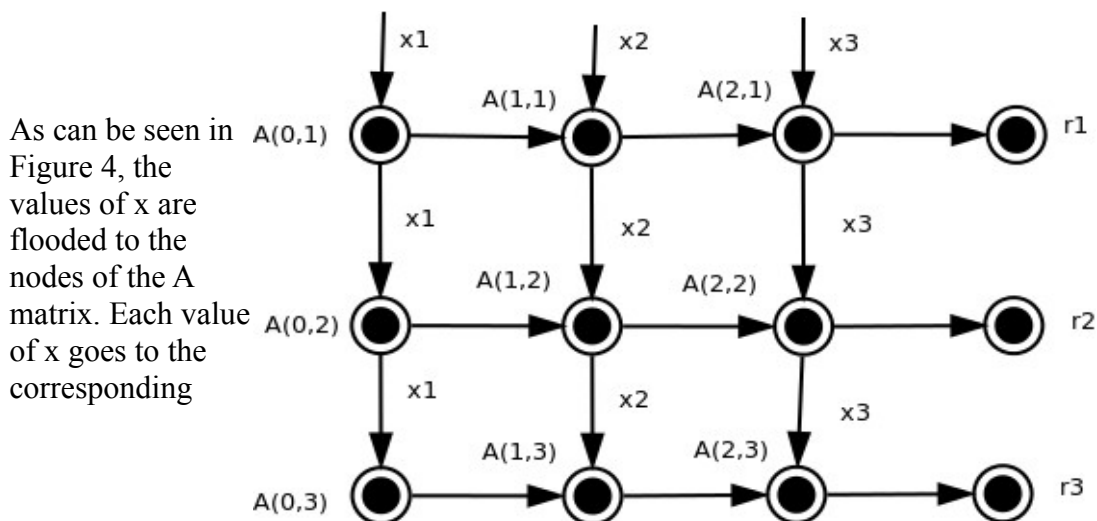 As can be seen in
Figure 4, the
values of x are
flooded to the
nodes of the A
matrix. Each value
of x goes to the
corresponding
x1
x2
x3
A(0,1)
A(1,1)
A(2,1)
r1
x1
x2
x3
A(0,2)
A(1,2)
A(2,2)
r2
x1
x2
x3
A(0,3)
A(1,3)
A(2,3)
r3